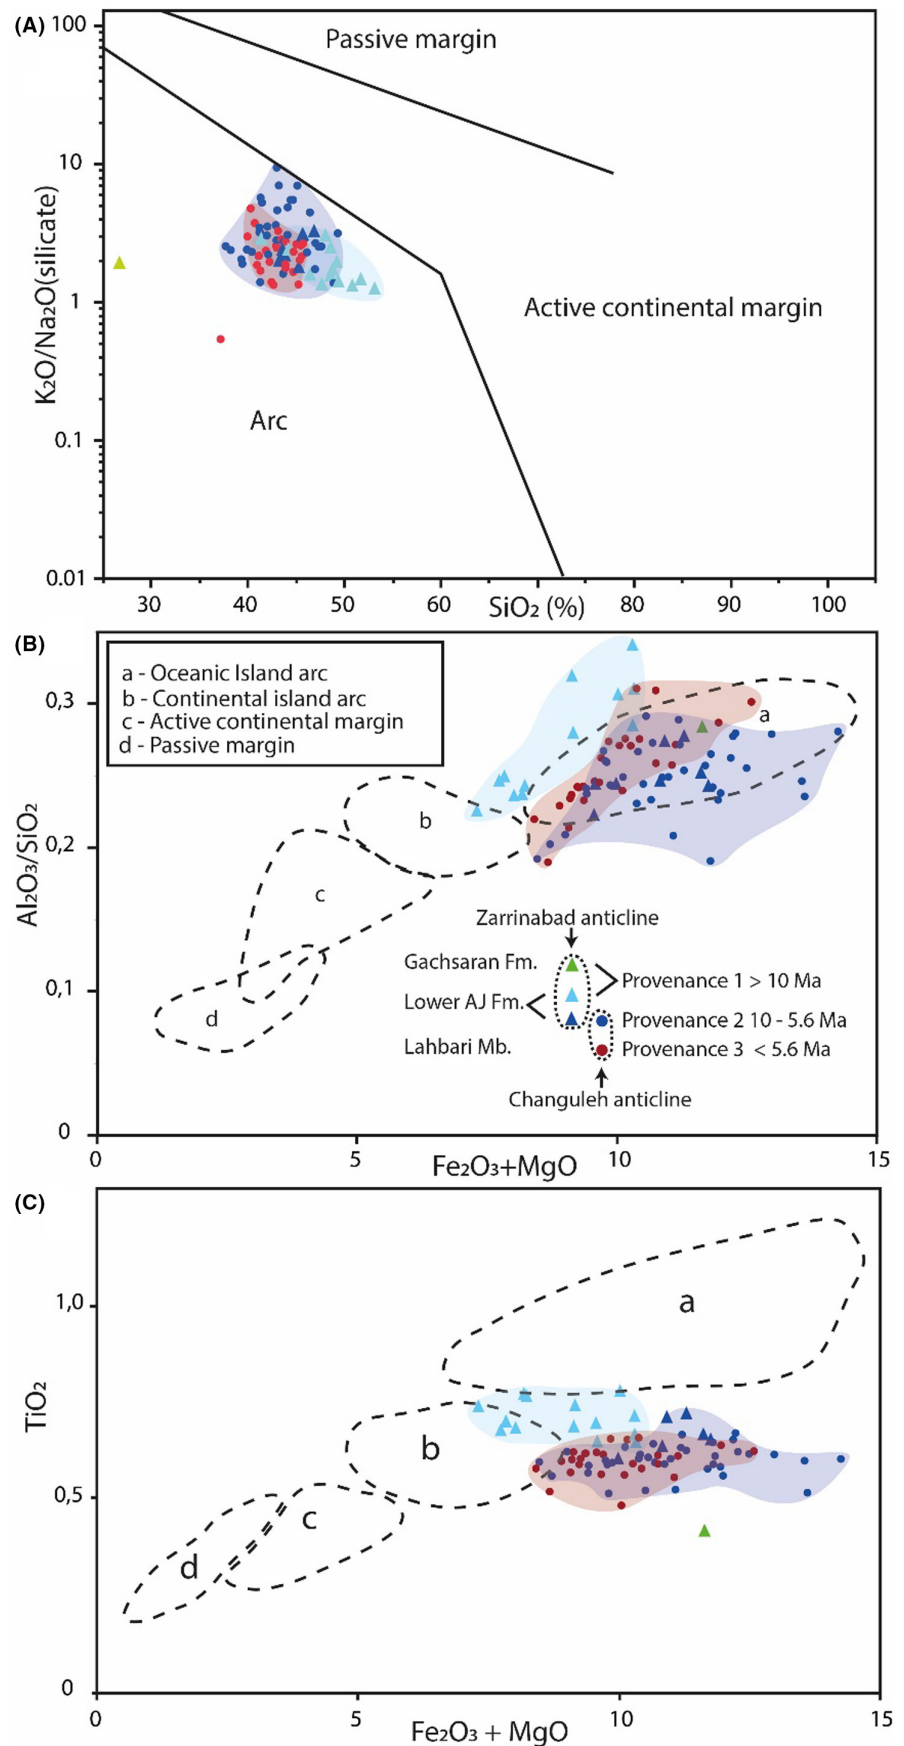 (A)
100
Passive margin
10
K₂O/Na₂O(silicate)
1
Active continental margin
Arc
0.1
0.01
30 40 50 60 SiO₂ (%) 80 90 100
(B)
a - Oceanic Island arc
b - Continental island arc
c - Active continental margin
d - Passive margin
0,3
a
Al₂O₃/SiO₂
0,2
b
c
Zarrinabad anticline
Gachsaran Fm.
Provenance 1 > 10 Ma
Lower AJ Fm.
0,1
d
Provenance 2 10 - 5.6 Ma
Lahbari Mb.
Provenance 3 < 5.6 Ma
Changuleh anticline
0
0 5 Fe₂O₃+MgO 10 15
(C)
1,0
a
TiO₂
b
0,5
c
d
0
0 5 Fe₂O₃ + MgO 10 15